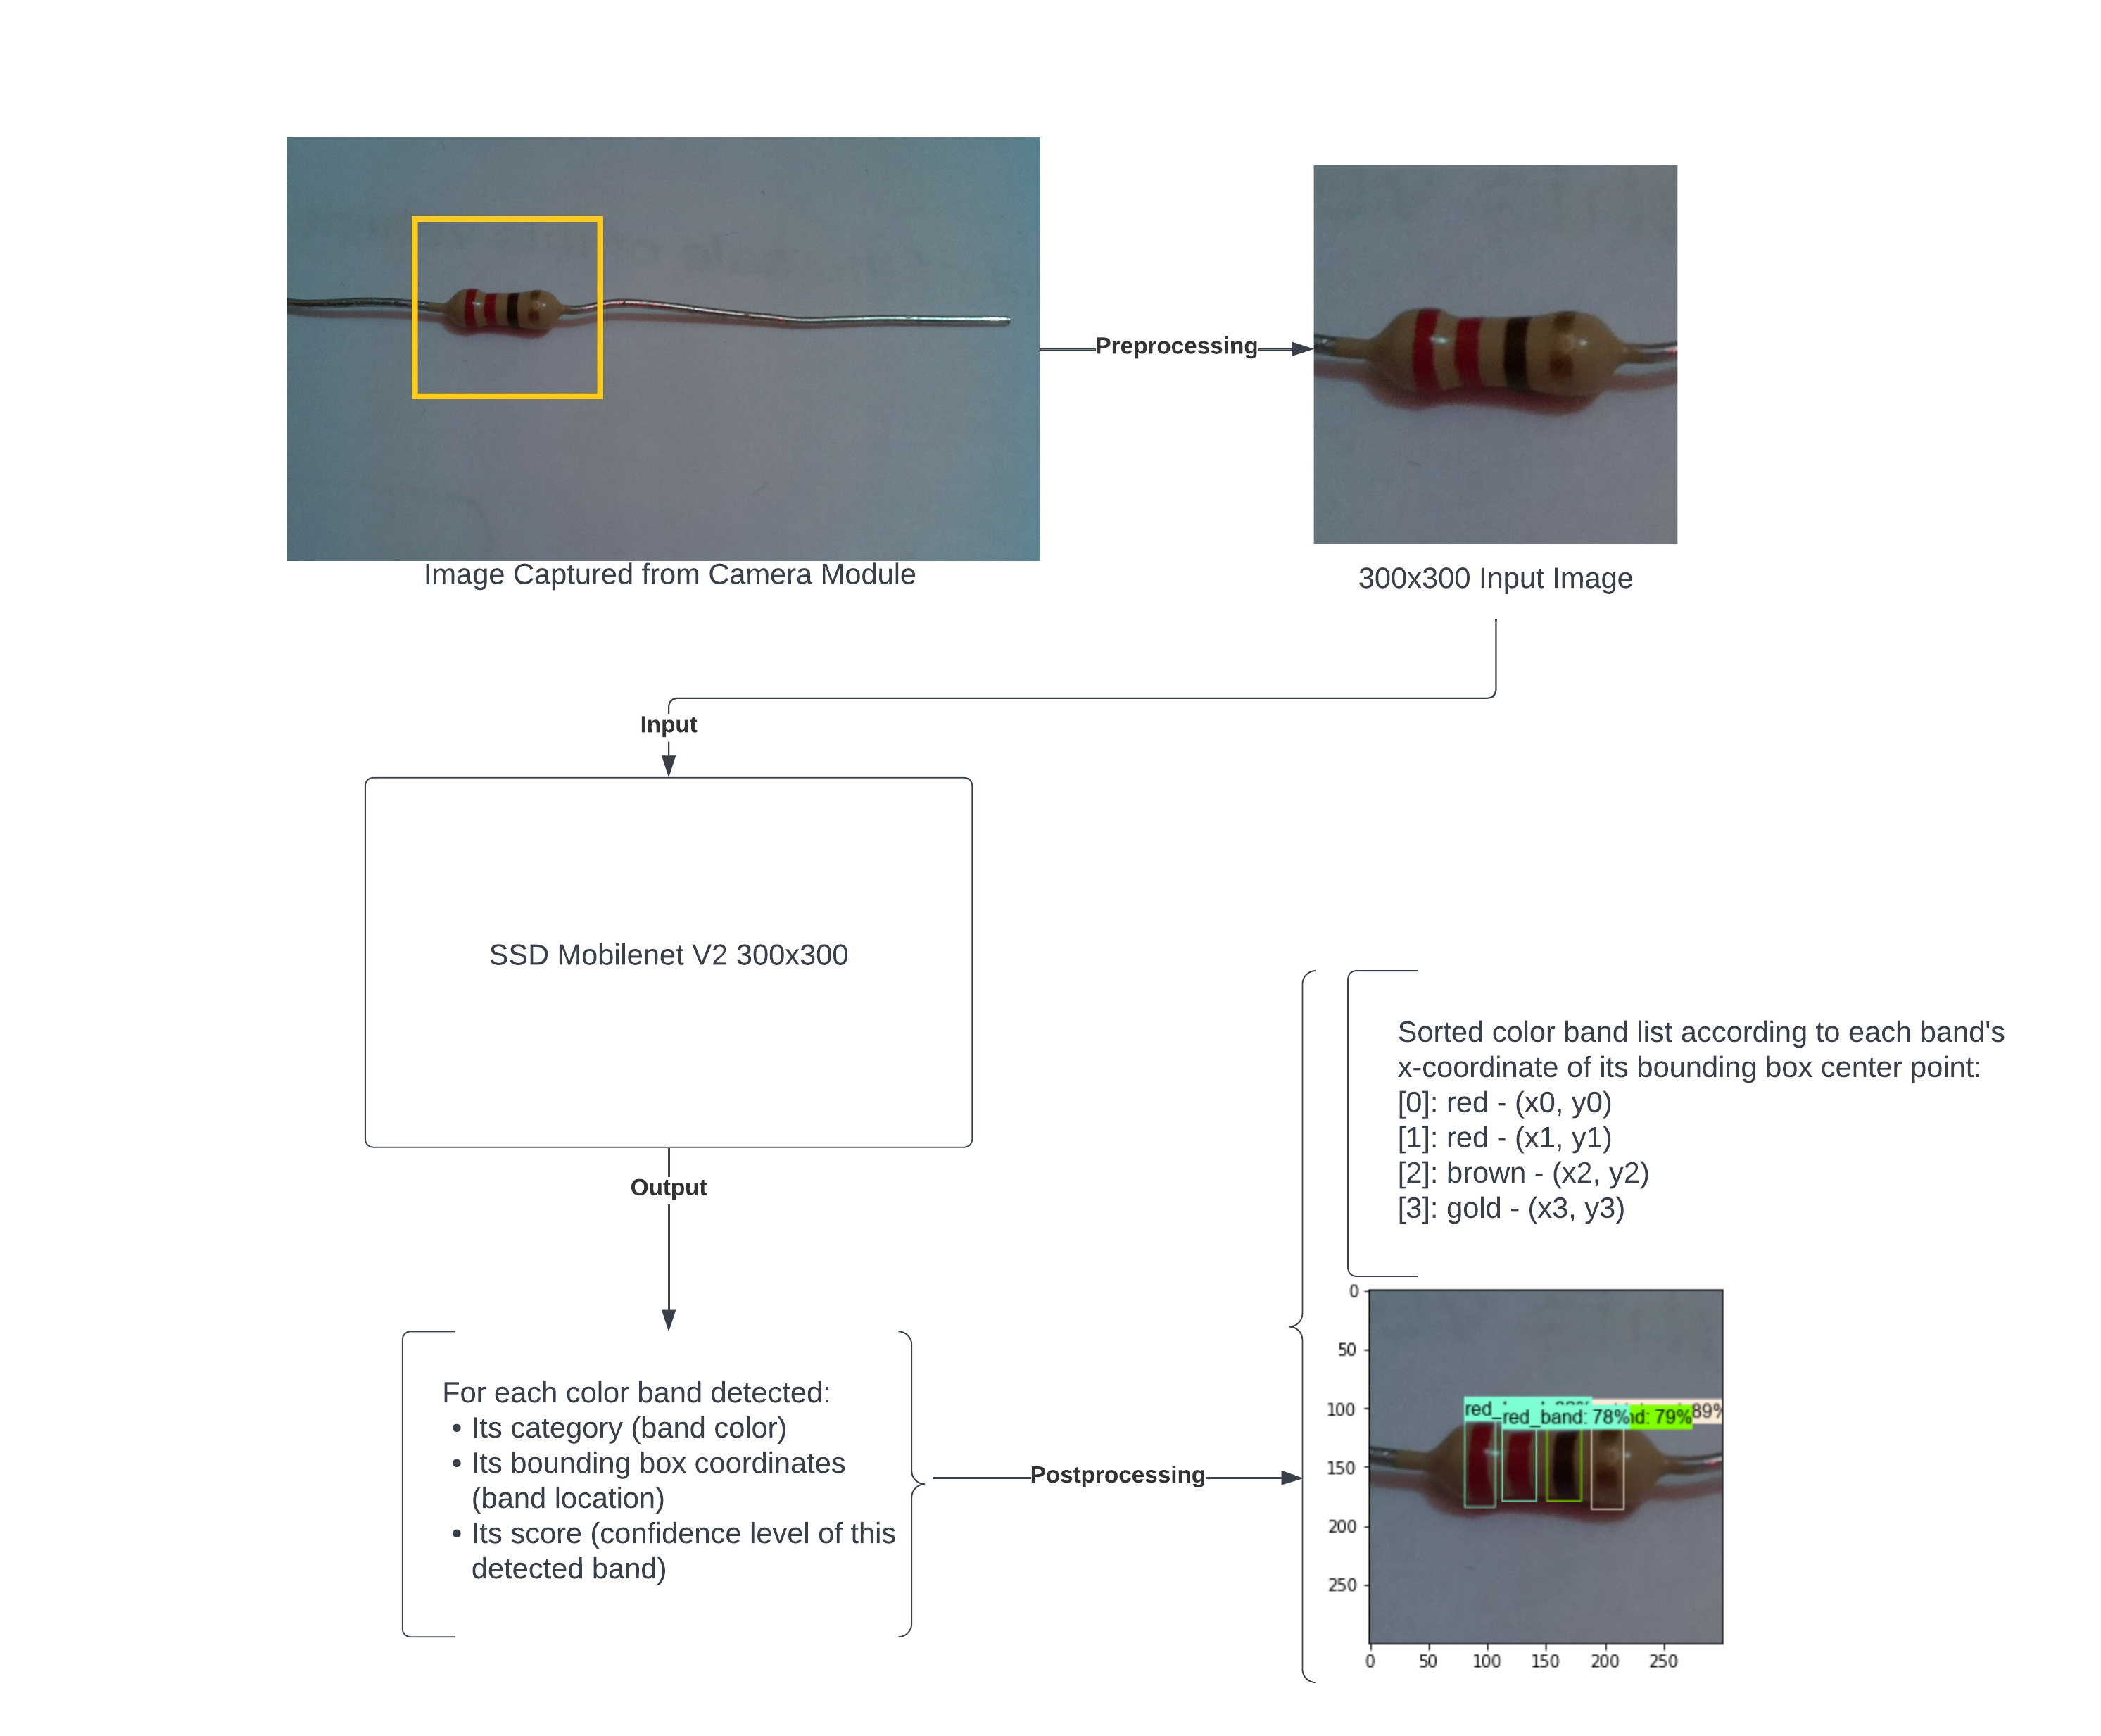 Image Captured from Camera Module
Preprocessing
300x300 Input Image
Input
SSD Mobilenet V2 300x300
Output
For each color band detected:
• Its category (band color)
• Its bounding box coordinates
(band location)
• Its score (confidence level of this
detected band)
Postprocessing
Sorted color band list according to each band's
x-coordinate of its bounding box center point:
[0]: red - (x0, y0)
[1]: red - (x1, y1)
[2]: brown - (x2, y2)
[3]: gold - (x3, y3)
0
50
100
150
200
250
red_
89%
red_band: 78%
nd: 79%
0 50 100 150 200 250